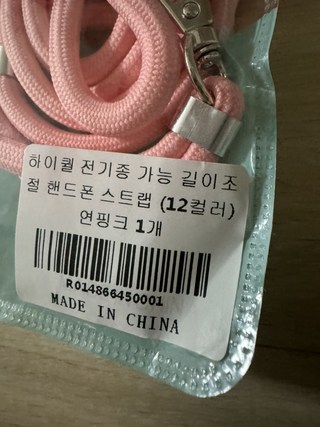 하이퀄 전기종 가능 길이조
절 핸드폰 스트랩 (12컬러)
연핑크 1개
R014866450001
MADE IN CHINA